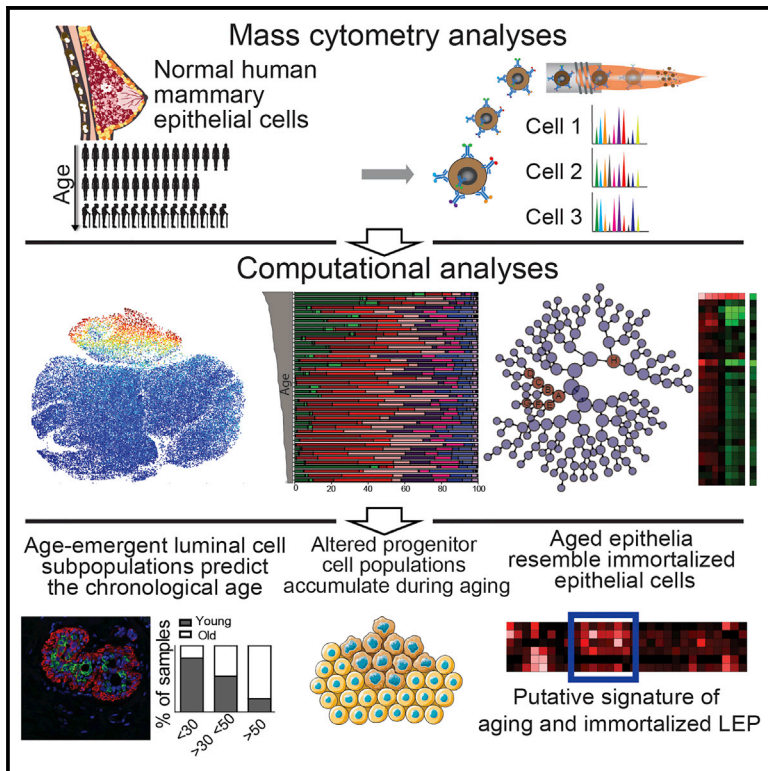 Mass cytometry analyses
Normal human
mammary
epithelial cells
Age
Cell 1
Cell 2
Cell 3
Computational analyses
Age
0 20 40 60 80 100
H
A
B
C
Age-emergent luminal cell
subpopulations predict
the chronological age
Young
Old
% of samples
<30
>30 <50
>50
Altered progenitor
cell populations
accumulate during aging
Aged epithelia
resemble immortalized
epithelial cells
Putative signature of
aging and immortalized LEP